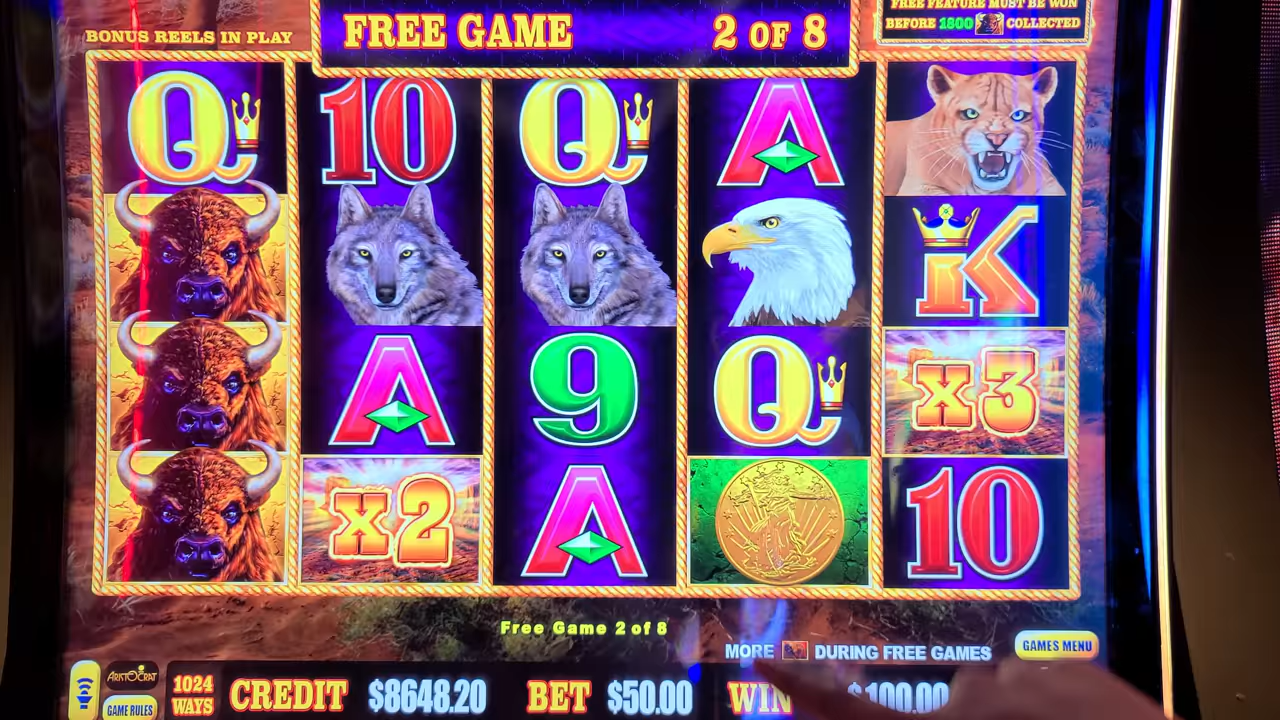 FREE FEATURE MUST BE WON
BEFORE 1800 COLLECTED
BONUS REELS IN PLAY
FREE GAME 2 OF 8
Q 10 Q A
K
A 9 Q x3
x2 A 10
Free Game 2 of 8
MORE DURING FREE GAMES
GAMES MENU
ARISTOCRAT
GAME RULES
1024
WAYS
CREDIT $8648.20 BET $50.00 WIN $100.00